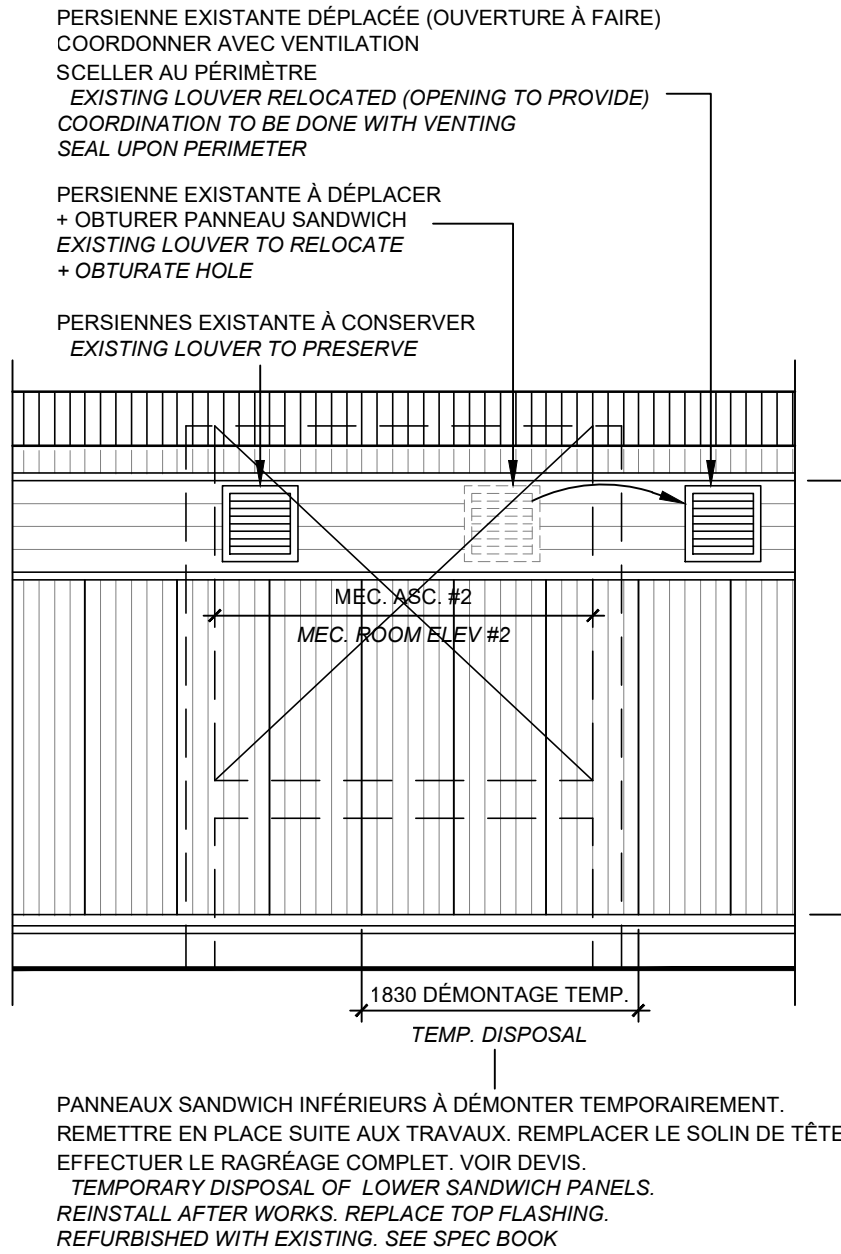 PERSIENNE EXISTANTE DÉPLACÉE (OUVERTURE À FAIRE)
COORDONNER AVEC VENTILATION
SCELLER AU PÉRIMÈTRE
EXISTING LOUVER RELOCATED (OPENING TO PROVIDE)
COORDINATION TO BE DONE WITH VENTING
SEAL UPON PERIMETER
PERSIENNE EXISTANTE À DÉPLACER
+ OBTURER PANNEAU SANDWICH
EXISTING LOUVER TO RELOCATE
+ OBTURATE HOLE
PERSIENNES EXISTANTE À CONSERVER
EXISTING LOUVER TO PRESERVE
MEC. ASC. #2
MEC. ROOM ELEV #2
1830 DÉMONTAGE TEMP.
TEMP. DISPOSAL
PANNEAUX SANDWICH INFÉRIEURS À DÉMONTER TEMPORAIREMENT.
REMETTRE EN PLACE SUITE AUX TRAVAUX. REMPLACER LE SOLIN DE TÊTE
EFFECTUER LE RAGRÉAGE COMPLET. VOIR DEVIS.
TEMPORARY DISPOSAL OF LOWER SANDWICH PANELS.
REINSTALL AFTER WORKS. REPLACE TOP FLASHING.
REFURBISHED WITH EXISTING. SEE SPEC BOOK